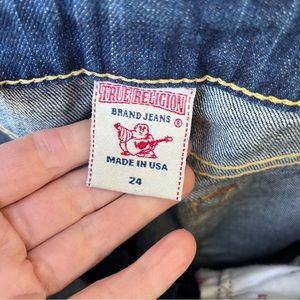 TRUE RELIGION
BRAND JEANS
®
MADE IN USA
24